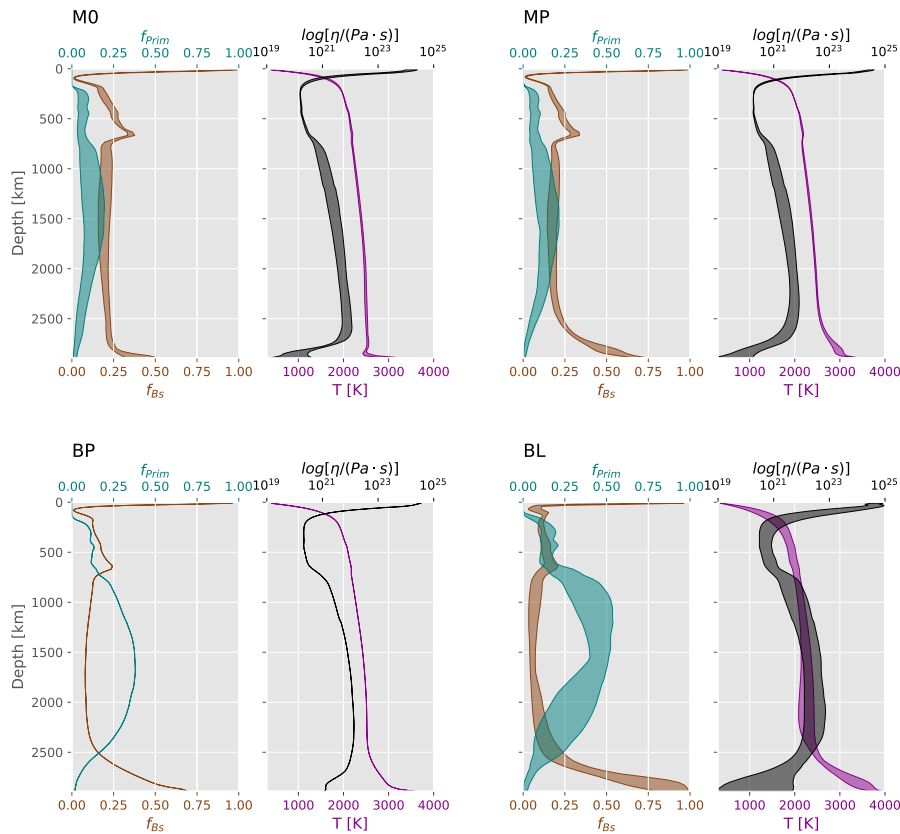 M0
f_Prim
log[η/(Pa · s)]
0.00 0.25 0.50 0.75 1.00
10^19 10^21 10^23 10^25
0
500
1000
1500
2000
2500
Depth [km]
0.00 0.25 0.50 0.75 1.00
f_Bs
1000 2000 3000 4000
T [K]
MP
f_Prim
log[η/(Pa · s)]
0.00 0.25 0.50 0.75 1.00
10^19 10^21 10^23 10^25
0.00 0.25 0.50 0.75 1.00
f_Bs
1000 2000 3000 4000
T [K]
BP
f_Prim
log[η/(Pa · s)]
0.00 0.25 0.50 0.75 1.00
10^19 10^21 10^23 10^25
0
500
1000
1500
2000
2500
Depth [km]
0.00 0.25 0.50 0.75 1.00
f_Bs
1000 2000 3000 4000
T [K]
BL
f_Prim
log[η/(Pa · s)]
0.00 0.25 0.50 0.75 1.00
10^19 10^21 10^23 10^25
0.00 0.25 0.50 0.75 1.00
f_Bs
1000 2000 3000 4000
T [K]